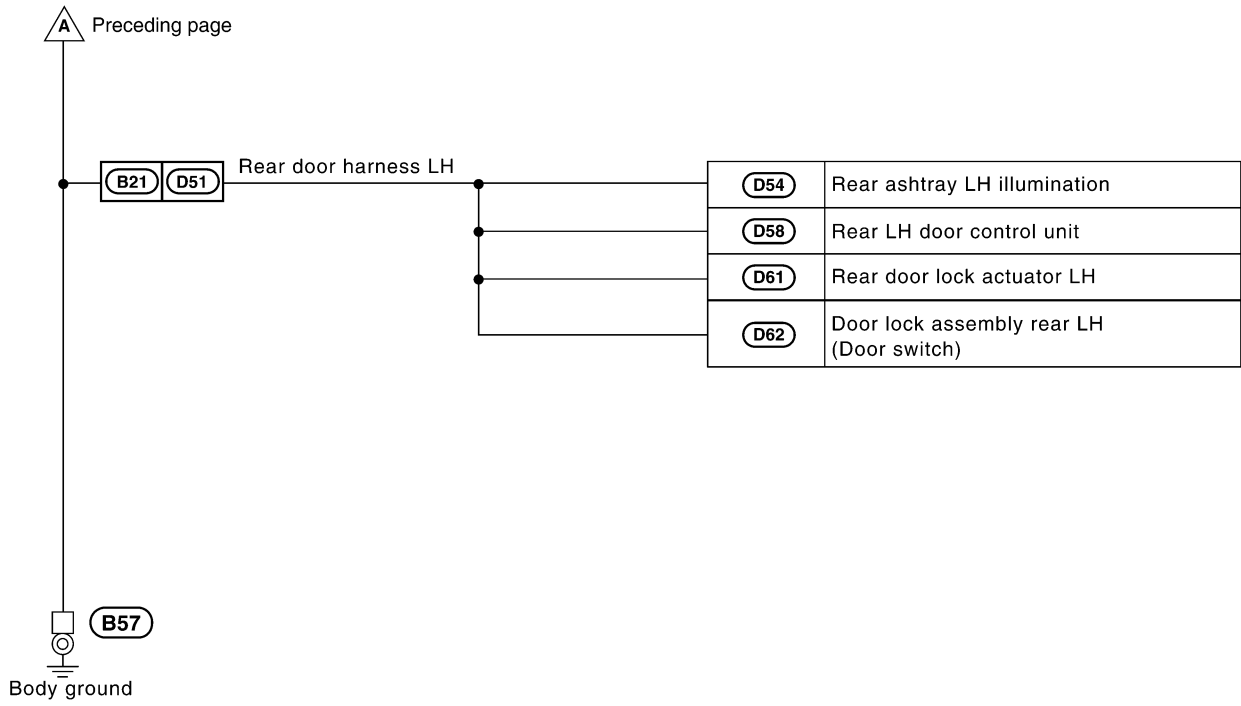 A Preceding page
Rear door harness LH
B21 D51
D54 Rear ashtray LH illumination
D58 Rear LH door control unit
D61 Rear door lock actuator LH
D62 Door lock assembly rear LH
(Door switch)
B57
Body ground